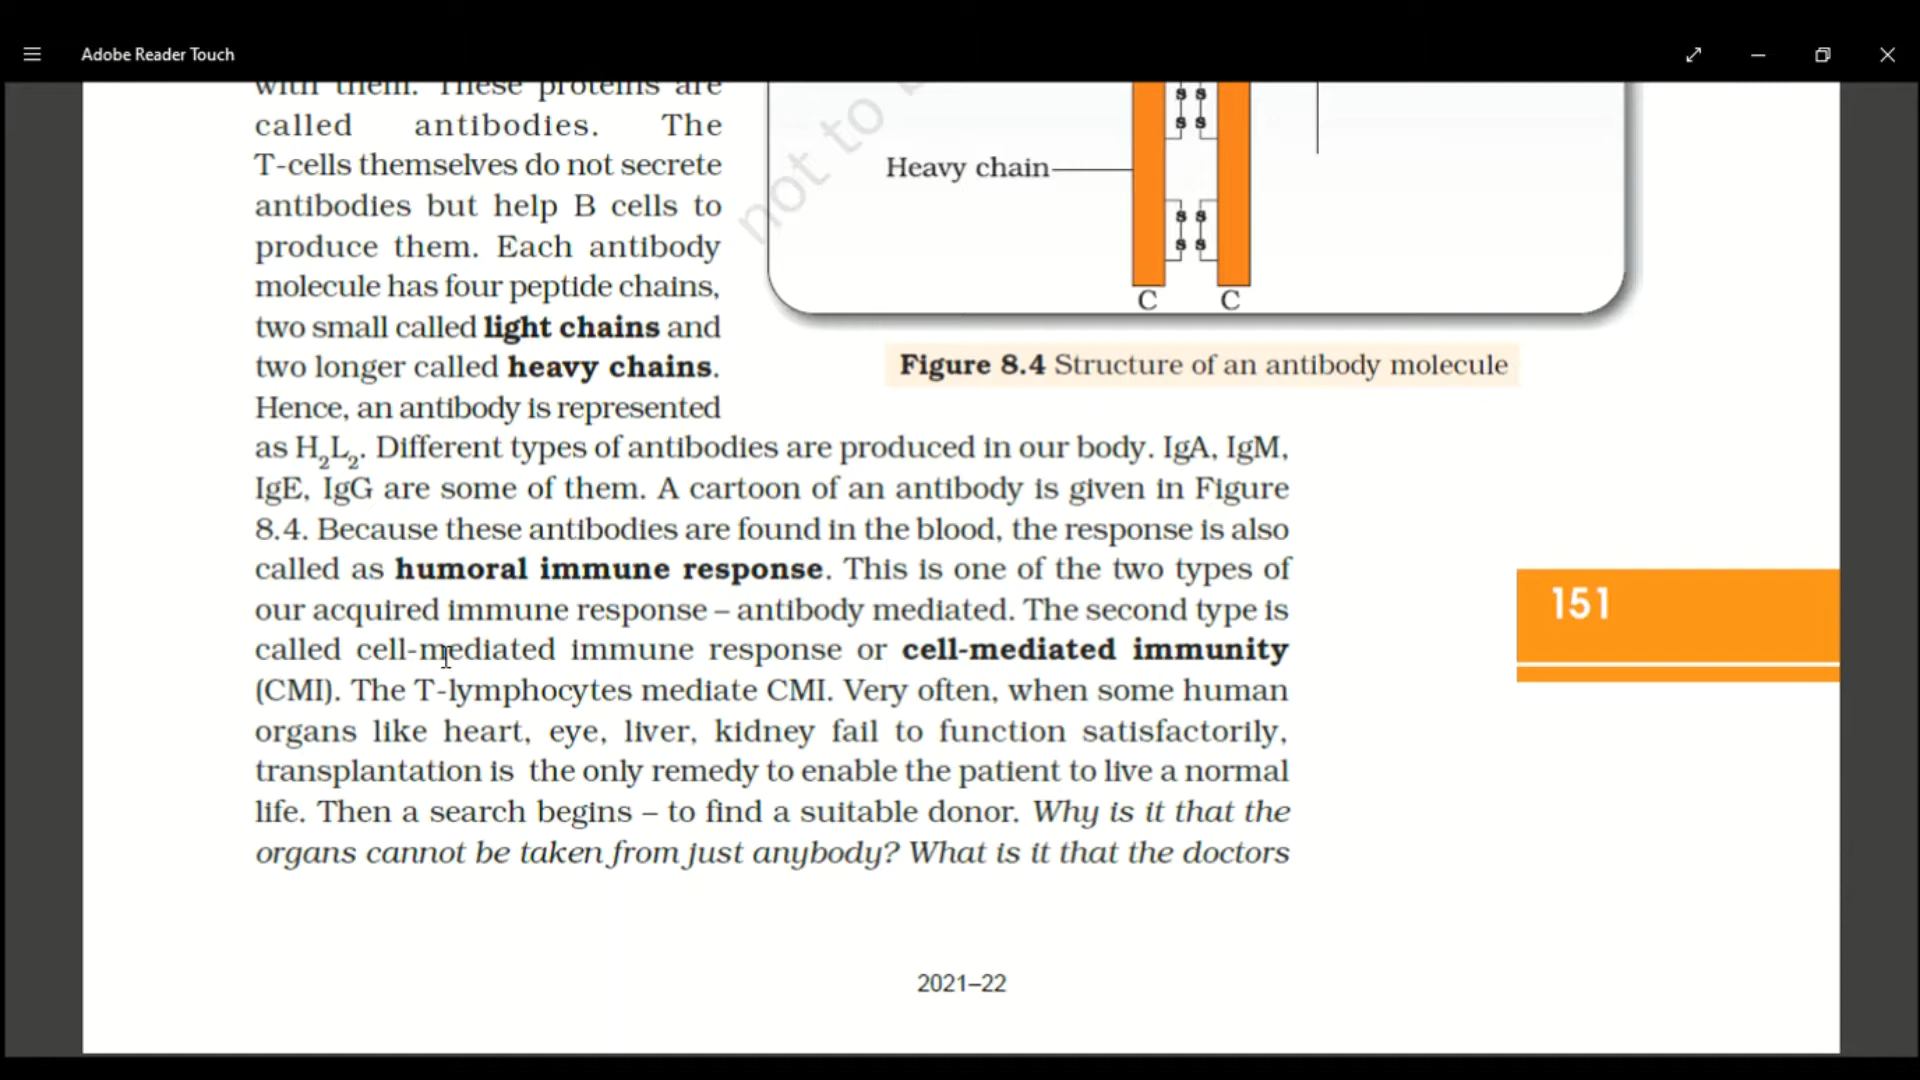 Adobe Reader Touch
with them. These proteins are
called antibodies. The
T-cells themselves do not secrete
antibodies but help B cells to
produce them. Each antibody
molecule has four peptide chains,
two small called light chains and
two longer called heavy chains.
Hence, an antibody is represented
as H₂L₂. Different types of antibodies are produced in our body. IgA, IgM,
IgE, IgG are some of them. A cartoon of an antibody is given in Figure
8.4. Because these antibodies are found in the blood, the response is also
called as humoral immune response. This is one of the two types of
our acquired immune response – antibody mediated. The second type is
called cell-mediated immune response or cell-mediated immunity
(CMI). The T-lymphocytes mediate CMI. Very often, when some human
organs like heart, eye, liver, kidney fail to function satisfactorily,
transplantation is the only remedy to enable the patient to live a normal
life. Then a search begins – to find a suitable donor. Why is it that the
organs cannot be taken from just anybody? What is it that the doctors
not to
s s
s s
Heavy chain
s s
s s
C C
Figure 8.4 Structure of an antibody molecule
151
2021–22